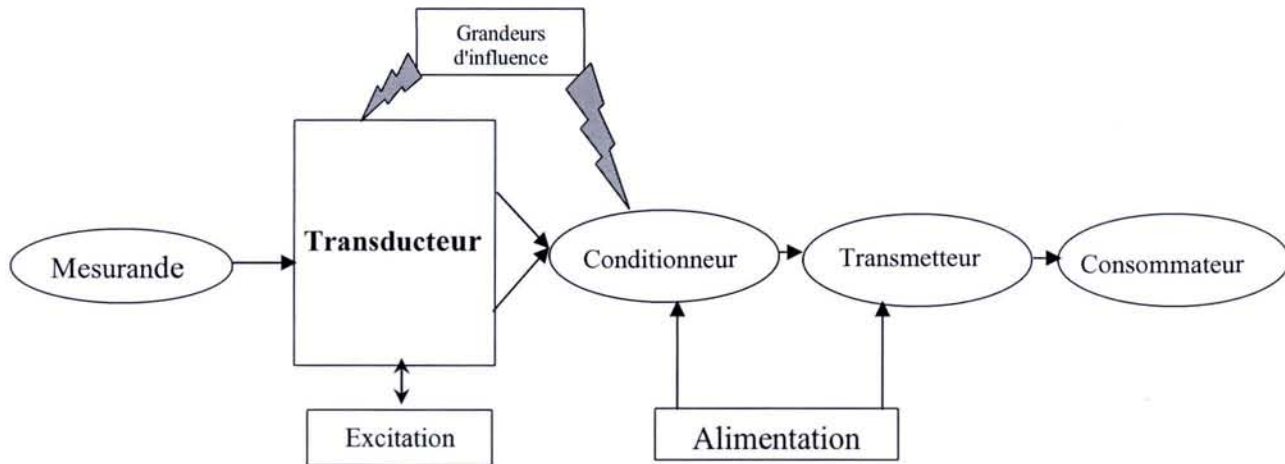 Grandeurs
d'influence
Transducteur
Mesurande
Conditionneur
Transmetteur
Consommateur
Excitation
Alimentation